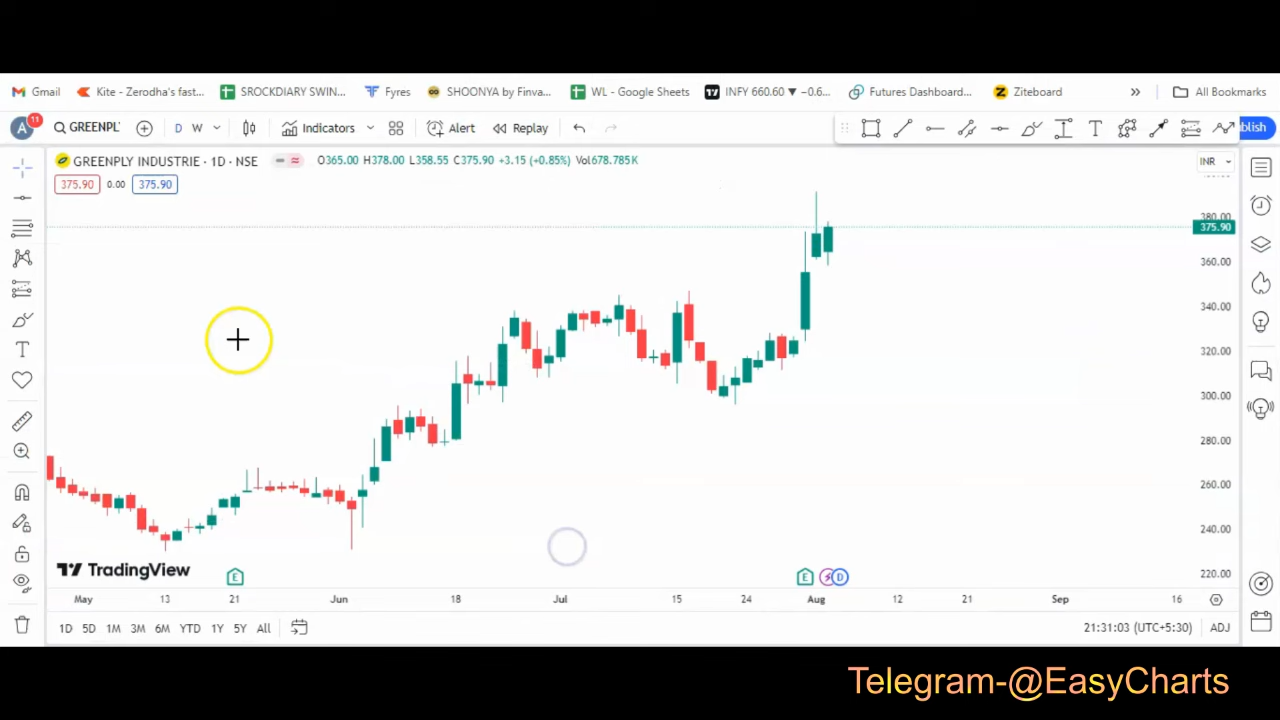 Gmail Kite - Zerodha's fast... SROCKDIARY SWIN... Fyres SHOONYA by Finva... WL - Google Sheets INFY 660.60 ▼ −0.6... Futures Dashboard... Ziteboard » All Bookmarks
A 11 GREENPL' D W Indicators Alert Replay blish
GREENPLY INDUSTRIE · 1D · NSE O365.00 H378.00 L358.55 C375.90 +3.15 (+0.85%) Vol678.785K INR
375.90 0.00 375.90
380.00
375.90
360.00
340.00
320.00
300.00
280.00
260.00
240.00
220.00
TradingView
E E D
May 13 21 Jun 18 Jul 15 24 Aug 12 21 Sep 16
1D 5D 1M 3M 6M YTD 1Y 5Y All 21:31:03 (UTC+5:30) ADJ
Telegram-@EasyCharts